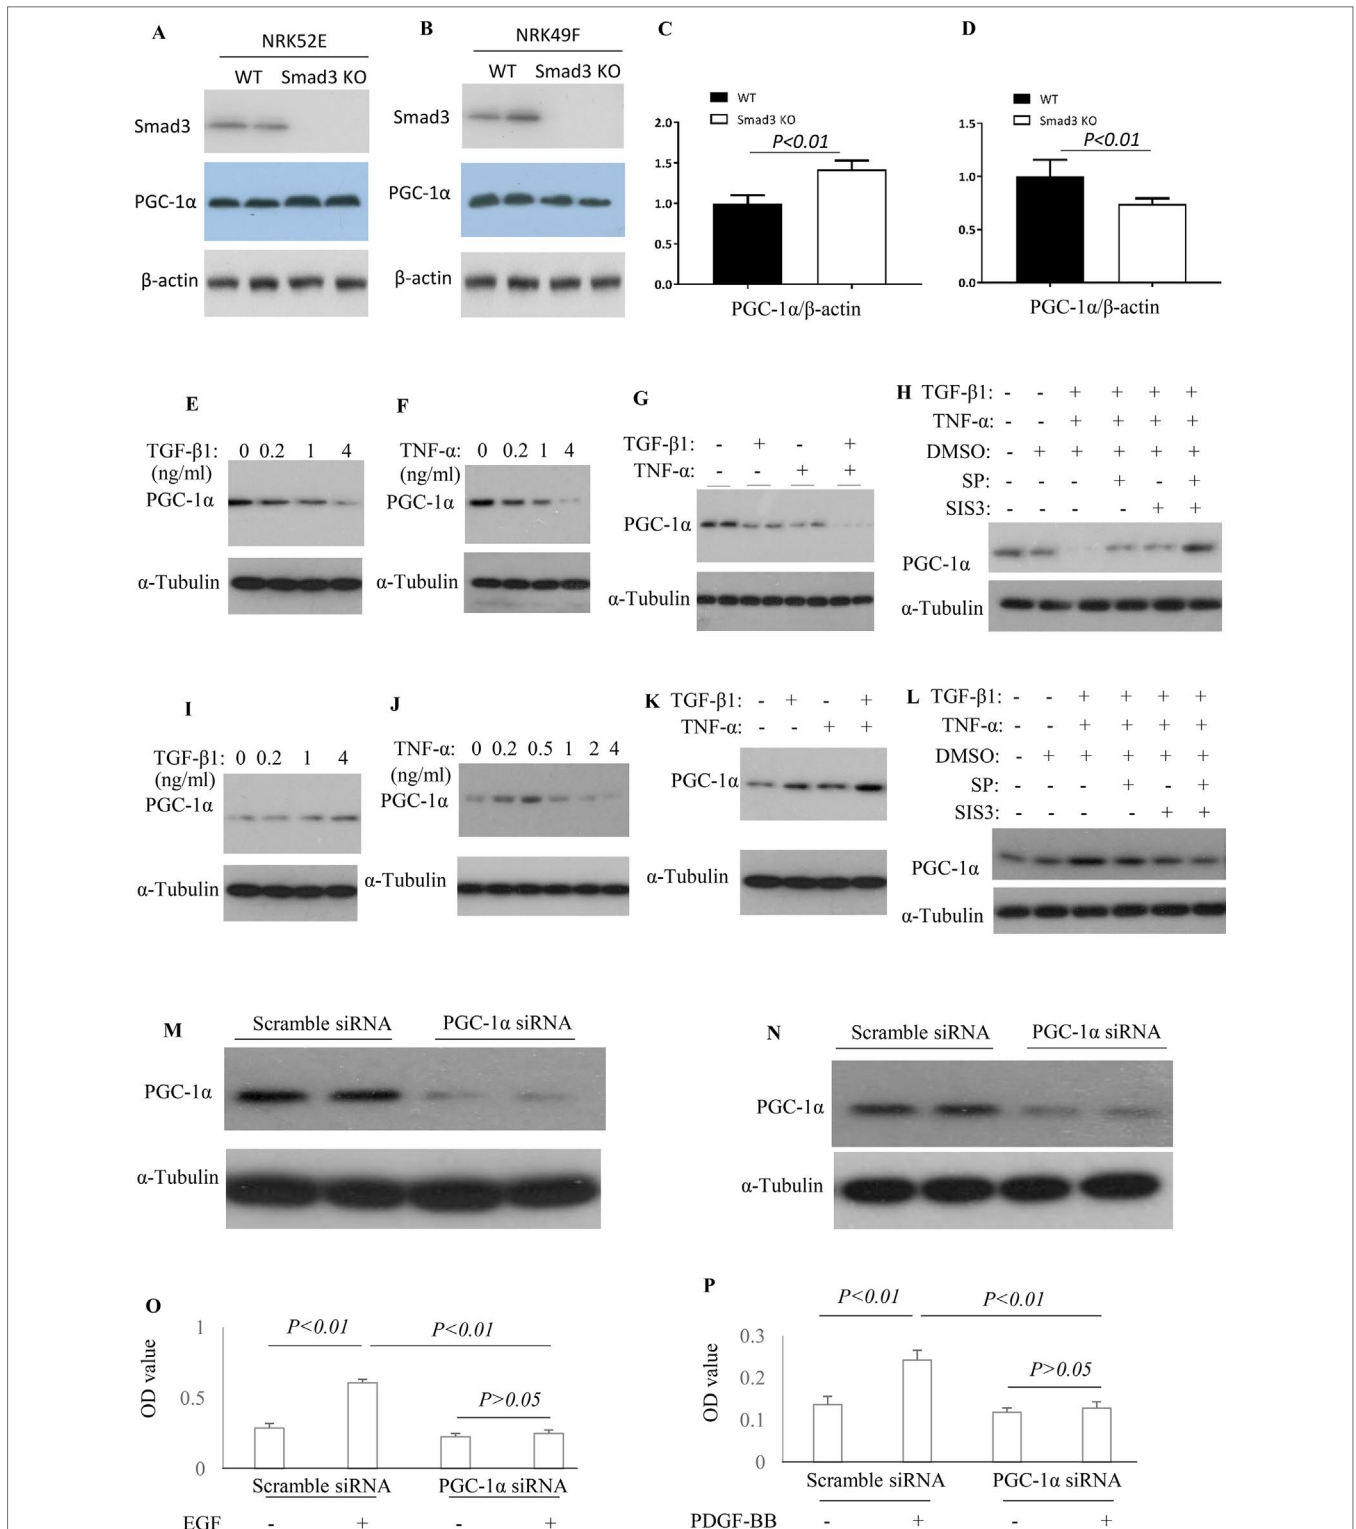 A
NRK52E
WT Smad3 KO
Smad3
PGC-1α
β-actin
B
NRK49F
WT Smad3 KO
Smad3
PGC-1α
β-actin
C
WT
Smad3 KO
P<0.01
2.0
1.5
1.0
0.5
0.0
PGC-1α/β-actin
D
WT
Smad3 KO
P<0.01
1.5
1.0
0.5
0.0
PGC-1α/β-actin
E
TGF-β1: 0 0.2 1 4
(ng/ml)
PGC-1α
α-Tubulin
F
TNF-α: 0 0.2 1 4
(ng/ml)
PGC-1α
α-Tubulin
G
TGF-β1: - + - +
TNF-α: - - + +
PGC-1α
α-Tubulin
H TGF-β1: - - + + + +
TNF-α: - - + + + +
DMSO: - + + + + +
SP: - - - + - +
SIS3: - - - - + +
PGC-1α
α-Tubulin
I
TGF-β1: 0 0.2 1 4
(ng/ml)
PGC-1α
α-Tubulin
J
TNF-α: 0 0.2 0.5 1 2 4
(ng/ml)
PGC-1α
α-Tubulin
K TGF-β1: - + - +
TNF-α: - - + +
PGC-1α
α-Tubulin
L TGF-β1: - - + + + +
TNF-α: - - + + + +
DMSO: - + + + + +
SP: - - - + - +
SIS3: - - - - + +
PGC-1α
α-Tubulin
M
Scramble siRNA PGC-1α siRNA
PGC-1α
α-Tubulin
N
Scramble siRNA PGC-1α siRNA
PGC-1α
α-Tubulin
O
P<0.01 P<0.01
P>0.05
OD value
1
0.5
0
Scramble siRNA PGC-1α siRNA
EGF - + - +
P
P<0.01 P<0.01
P>0.05
OD value
0.3
0.2
0.1
0
Scramble siRNA PGC-1α siRNA
PDGF-BB - + - +